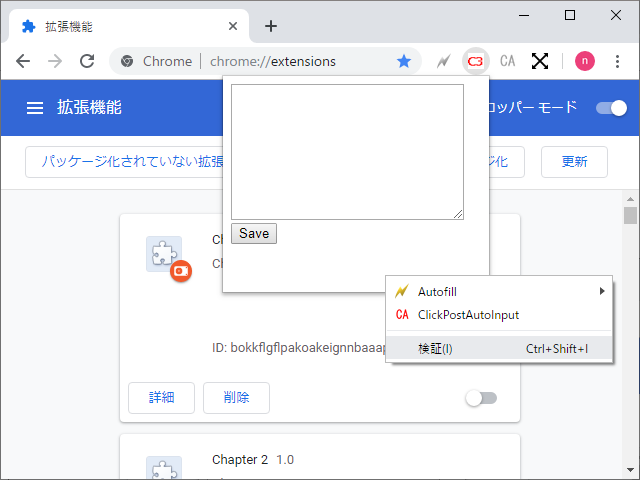 拡張機能
Chrome | chrome://extensions
C3
CA
n
拡張機能
ロッパー モード
パッケージ化されていない拡張
ジ化
更新
Save
Ch
Ch
Autofill
CA ClickPostAutoInput
検証(I) Ctrl+Shift+I
ID: bokkflgflpakoakeignnbaaap
詳細
削除
Chapter 2 1.0